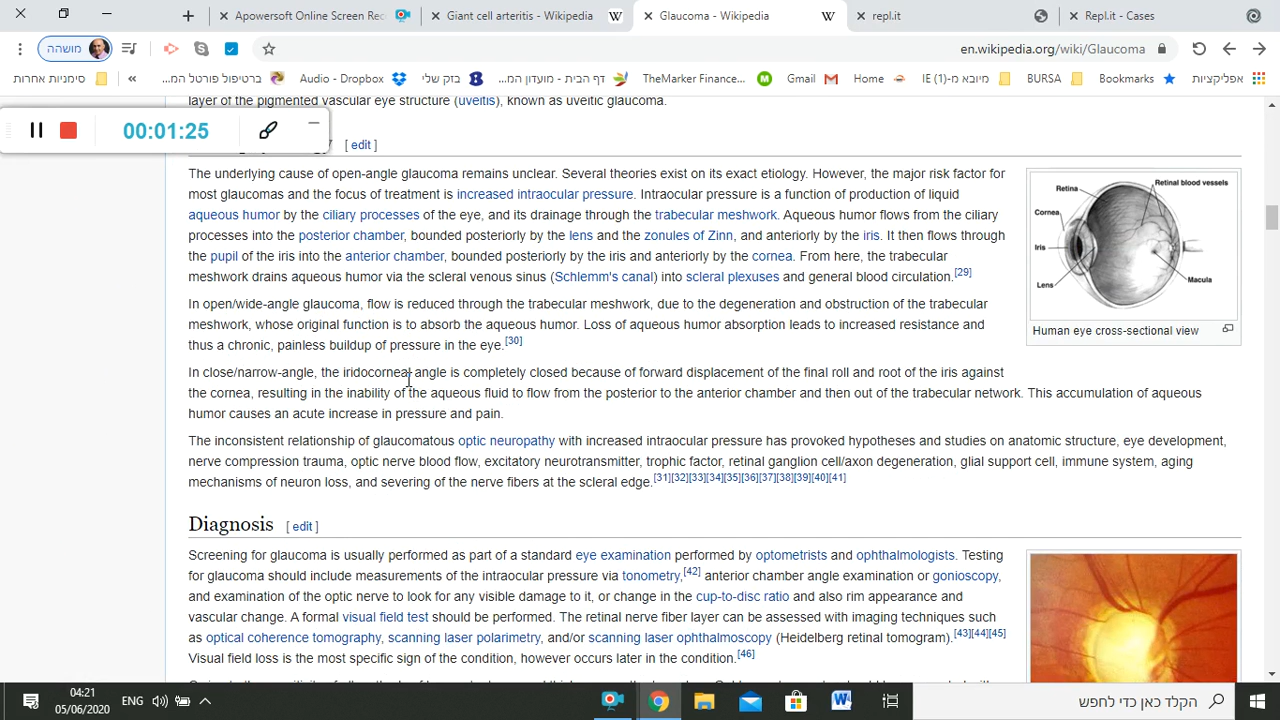 Apowersoft Online Screen Rec
Giant cell arteritis - Wikipedia
Glaucoma - Wikipedia
repl.it
Repl.it - Cases
מושהה
en.wikipedia.org/wiki/Glaucoma
סימניות אחרות
ברטיפול פורטל המ...
Audio - Dropbox
בזק שלי
דף הבית - מועדון המ...
TheMarker Finance...
Gmail
Home
מיובא מ-IE (1)
BURSA
Bookmarks
אפליקציות
layer of the pigmented vascular eye structure (uveitis), known as uveitic glaucoma.
00:01:25
[ edit ]
The underlying cause of open-angle glaucoma remains unclear. Several theories exist on its exact etiology. However, the major risk factor for
most glaucomas and the focus of treatment is increased intraocular pressure. Intraocular pressure is a function of production of liquid
aqueous humor by the ciliary processes of the eye, and its drainage through the trabecular meshwork. Aqueous humor flows from the ciliary
processes into the posterior chamber, bounded posteriorly by the lens and the zonules of Zinn, and anteriorly by the iris. It then flows through
the pupil of the iris into the anterior chamber, bounded posteriorly by the iris and anteriorly by the cornea. From here, the trabecular
meshwork drains aqueous humor via the scleral venous sinus (Schlemm's canal) into scleral plexuses and general blood circulation.[29]
In open/wide-angle glaucoma, flow is reduced through the trabecular meshwork, due to the degeneration and obstruction of the trabecular
meshwork, whose original function is to absorb the aqueous humor. Loss of aqueous humor absorption leads to increased resistance and
thus a chronic, painless buildup of pressure in the eye.[30]
In close/narrow-angle, the iridocorneal angle is completely closed because of forward displacement of the final roll and root of the iris against
the cornea, resulting in the inability of the aqueous fluid to flow from the posterior to the anterior chamber and then out of the trabecular network. This accumulation of aqueous
humor causes an acute increase in pressure and pain.
The inconsistent relationship of glaucomatous optic neuropathy with increased intraocular pressure has provoked hypotheses and studies on anatomic structure, eye development,
nerve compression trauma, optic nerve blood flow, excitatory neurotransmitter, trophic factor, retinal ganglion cell/axon degeneration, glial support cell, immune system, aging
mechanisms of neuron loss, and severing of the nerve fibers at the scleral edge.[31][32][33][34][35][36][37][38][39][40][41]
Retina
Retinal blood vessels
Cornea
Iris
Lens
Macula
Human eye cross-sectional view
Diagnosis [ edit ]
Screening for glaucoma is usually performed as part of a standard eye examination performed by optometrists and ophthalmologists. Testing
for glaucoma should include measurements of the intraocular pressure via tonometry,[42] anterior chamber angle examination or gonioscopy,
and examination of the optic nerve to look for any visible damage to it, or change in the cup-to-disc ratio and also rim appearance and
vascular change. A formal visual field test should be performed. The retinal nerve fiber layer can be assessed with imaging techniques such
as optical coherence tomography, scanning laser polarimetry, and/or scanning laser ophthalmoscopy (Heidelberg retinal tomogram).[43][44][45]
Visual field loss is the most specific sign of the condition, however occurs later in the condition.[46]
04:21
05/06/2020
ENG
הקלד כאן כדי לחפש